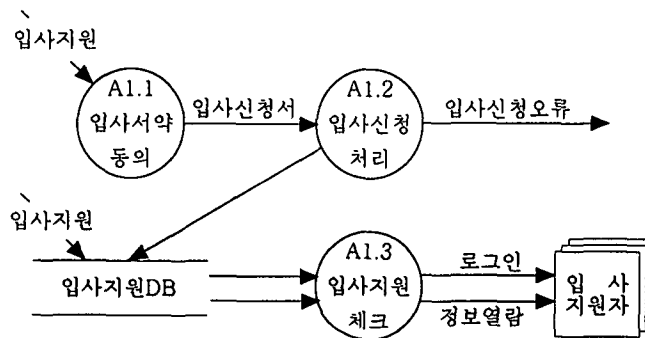 입사지원
A1.1
입사서약
동의
입사신청서
A1.2
입사신청
처리
입사신청오류
입사지원
입사지원DB
A1.3
입사지원
체크
로그인
정보열람
입 사
지원자